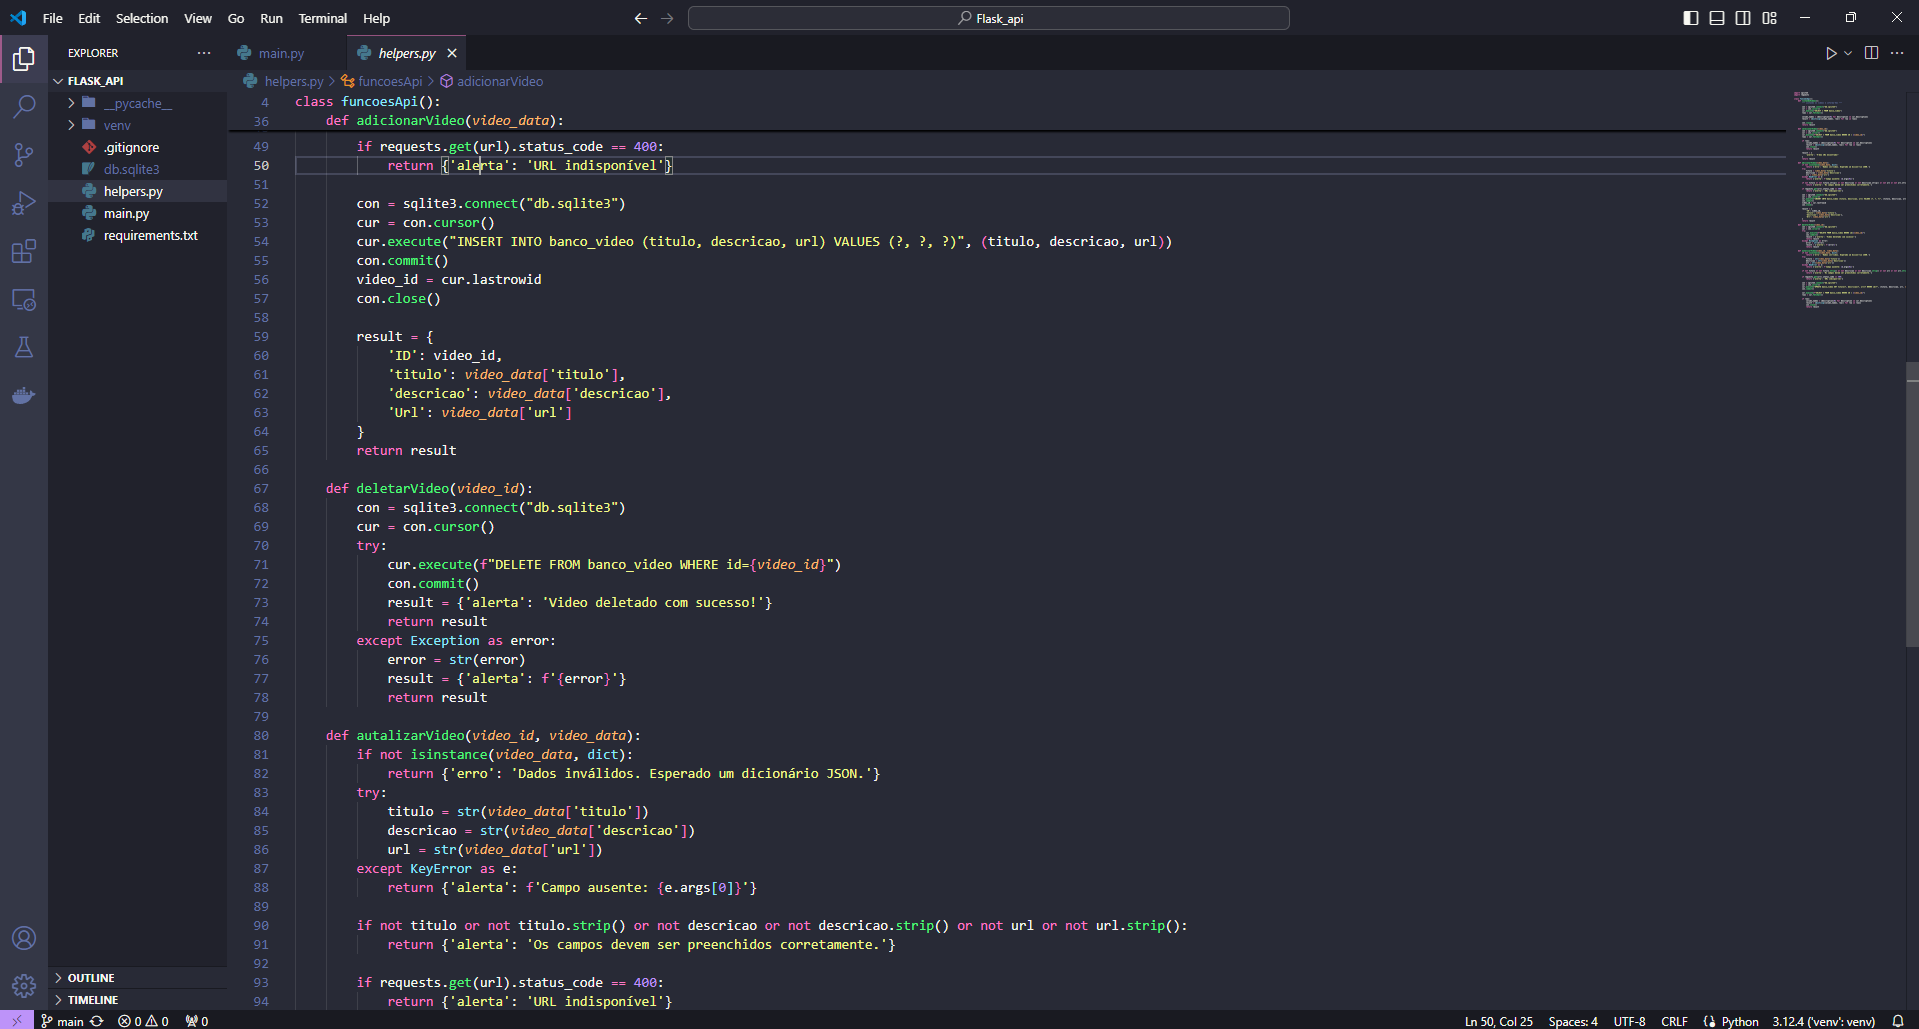 File Edit Selection View Go Run Terminal Help
Flask_api
EXPLORER
main.py
helpers.py
FLASK_API
__pycache__
venv
.gitignore
db.sqlite3
helpers.py
main.py
requirements.txt
OUTLINE
TIMELINE
helpers.py > funcoesApi > adicionarVideo
4 class funcoesApi():
36 def adicionarVideo(video_data):
49 if requests.get(url).status_code == 400:
50 return {'alerta': 'URL indisponível'}
51
52 con = sqlite3.connect("db.sqlite3")
53 cur = con.cursor()
54 cur.execute("INSERT INTO banco_video (titulo, descricao, url) VALUES (?, ?, ?)", (titulo, descricao, url))
55 con.commit()
56 video_id = cur.lastrowid
57 con.close()
58
59 result = {
60 'ID': video_id,
61 'titulo': video_data['titulo'],
62 'descricao': video_data['descricao'],
63 'Url': video_data['url']
64 }
65 return result
66
67 def deletarVideo(video_id):
68 con = sqlite3.connect("db.sqlite3")
69 cur = con.cursor()
70 try:
71 cur.execute(f"DELETE FROM banco_video WHERE id={video_id}")
72 con.commit()
73 result = {'alerta': 'Video deletado com sucesso!'}
74 return result
75 except Exception as error:
76 error = str(error)
77 result = {'alerta': f'{error}'}
78 return result
79
80 def autalizarVideo(video_id, video_data):
81 if not isinstance(video_data, dict):
82 return {'erro': 'Dados inválidos. Esperado um dicionário JSON.'}
83 try:
84 titulo = str(video_data['titulo'])
85 descricao = str(video_data['descricao'])
86 url = str(video_data['url'])
87 except KeyError as e:
88 return {'alerta': f'Campo ausente: {e.args[0]}'}
89
90 if not titulo or not titulo.strip() or not descricao or not descricao.strip() or not url or not url.strip():
91 return {'alerta': 'Os campos devem ser preenchidos corretamente.'}
92
93 if requests.get(url).status_code == 400:
94 return {'alerta': 'URL indisponível'}
main 0 0 0 Ln 50, Col 25 Spaces: 4 UTF-8 CRLF Python 3.12.4 ('venv': venv)